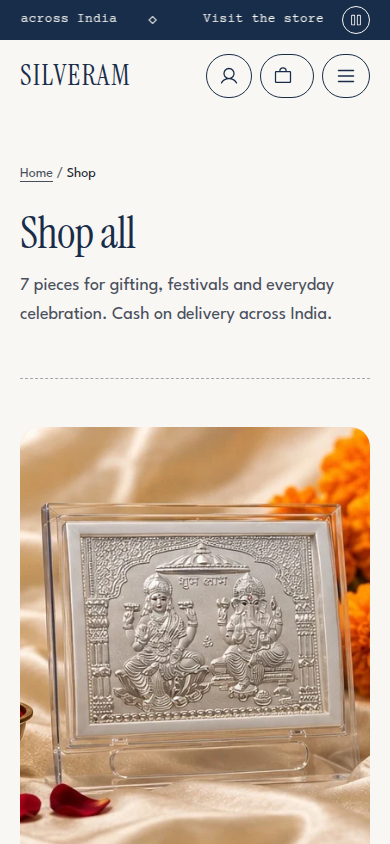 across India ◇ Visit the store
SILVERAM
Home / Shop
Shop all
7 pieces for gifting, festivals and everyday
celebration. Cash on delivery across India.
शुभ लाभ